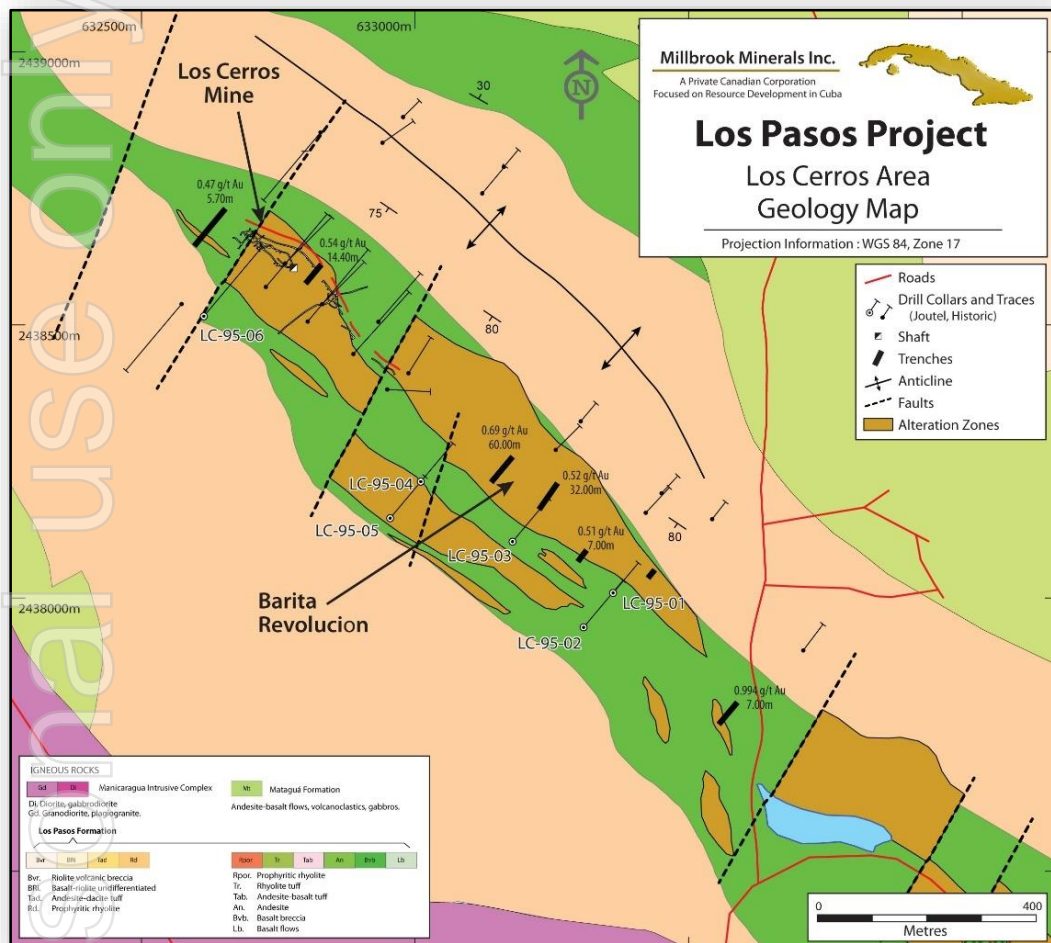 632500m
633000m
2439000m
2438500m
2438000m
Millbrook Minerals Inc.
A Private Canadian Corporation
Focused on Resource Development in Cuba
Los Pasos Project
Los Cerros Area
Geology Map
Projection Information : WGS 84, Zone 17
N
Los Cerros
Mine
30
75
80
80
0.47 g/t Au
5.70m
0.54 g/t Au
14.40m
LC-95-06
0.69 g/t Au
60.00m
0.52 g/t Au
32.00m
0.51 g/t Au
7.00m
LC-95-04
LC-95-05
LC-95-03
LC-95-01
LC-95-02
Barita
Revolucion
0.994 g/t Au
7.00m
Roads
Drill Collars and Traces
(Joutel, Historic)
Shaft
Trenches
Anticline
Faults
Alteration Zones
IGNEOUS ROCKS
Gd Di Manicaragua Intrusive Complex
Di. Diorite, gabbrodiorite
Gd. Granodiorite, plagiogranite.
Mataguá Formation
Andesite-basalt flows, volcanoclastics, gabbros.
Los Pasos Formation
Bvr BRi Tad Rd
Rpor Tr Tab An Bvb Lb
Bvr. Riolite volcanic breccia
BRi. Basalt-riolite undifferentiated
Tad. Andesite-dacite tuff
Rd. Prophyritic rhyolite
Rpor. Prophyritic rhyolite
Tr. Rhyolite tuff
Tab. Andesite-basalt tuff
An. Andesite
Bvb. Basalt breccia
Lb. Basalt flows
0 400
Metres
sonal use only